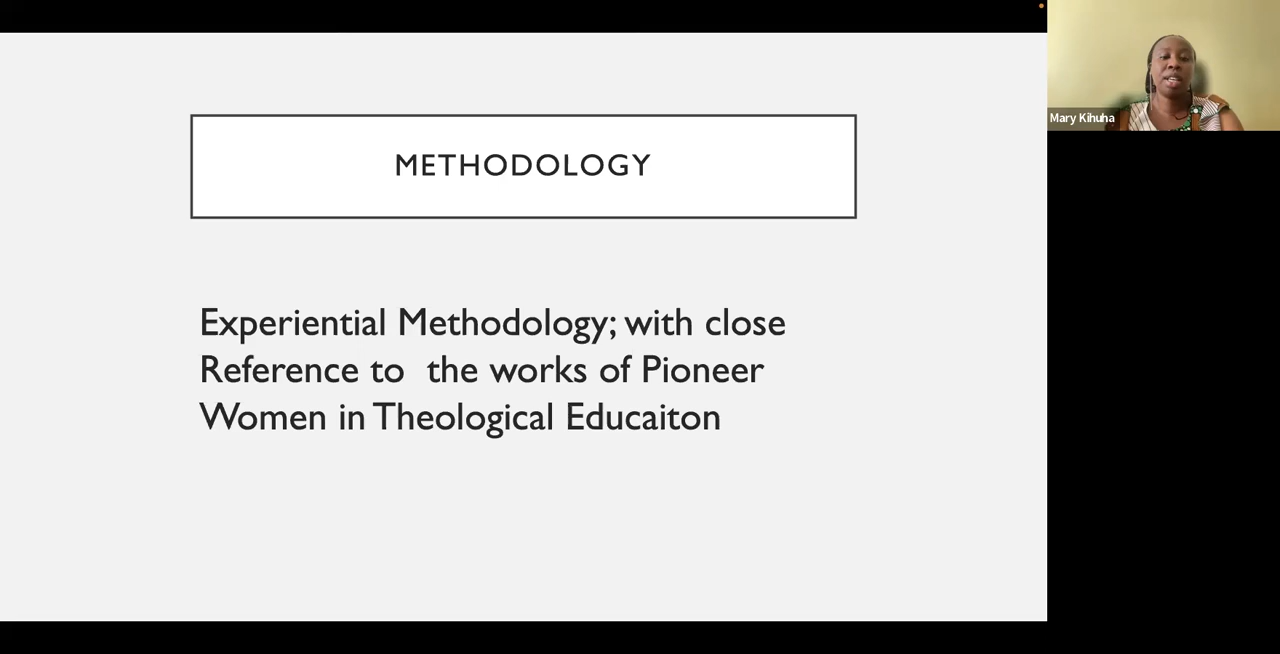 METHODOLOGY
Experiential Methodology; with close
Reference to the works of Pioneer
Women in Theological Educaiton
Mary Kihuha